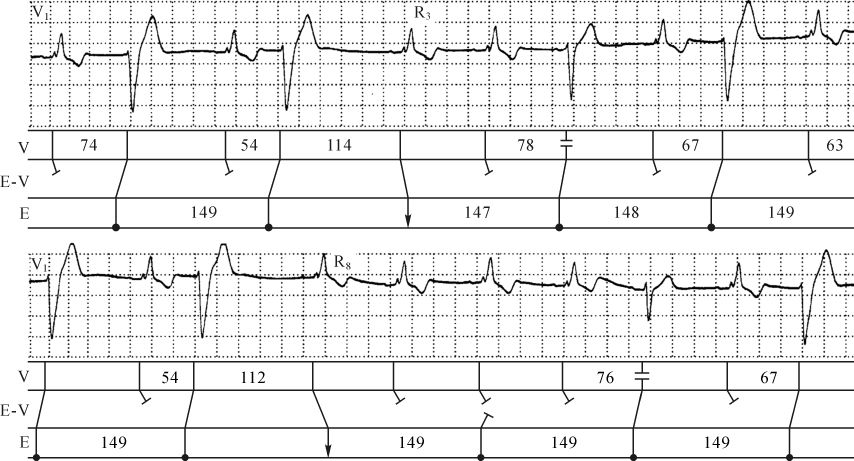 V₁ R₃
V 74 54 114 78 67 63
E-V
E 149 147 148 149
V₁ R₈
V 54 112 76 67
E-V
E 149 149 149 149